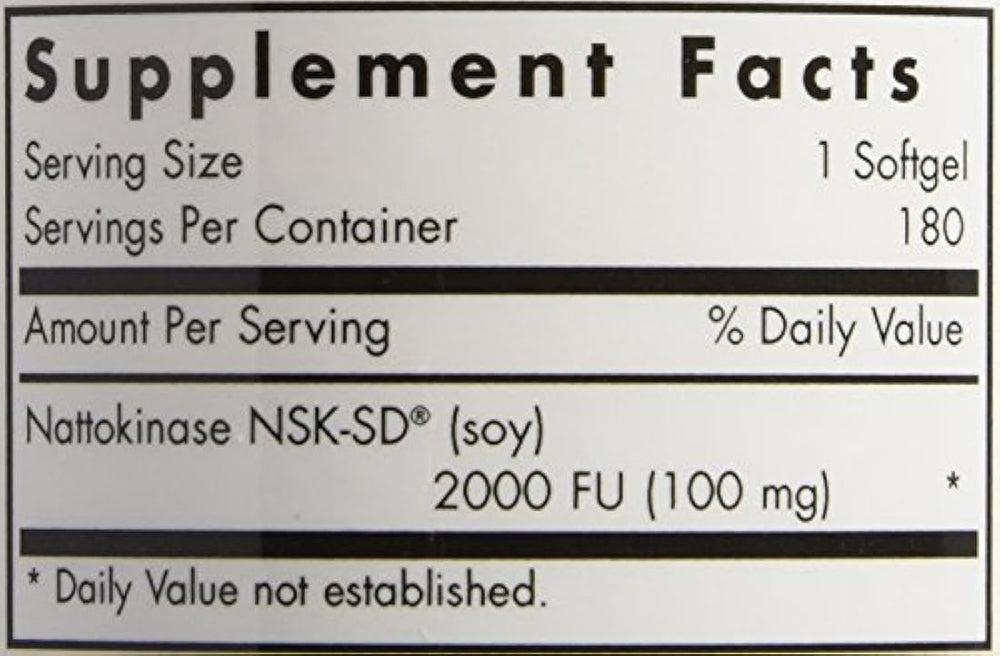 Supplement Facts
Serving Size 1 Softgel
Servings Per Container 180
Amount Per Serving % Daily Value
Nattokinase NSK-SD® (soy)
2000 FU (100 mg) *
* Daily Value not established.